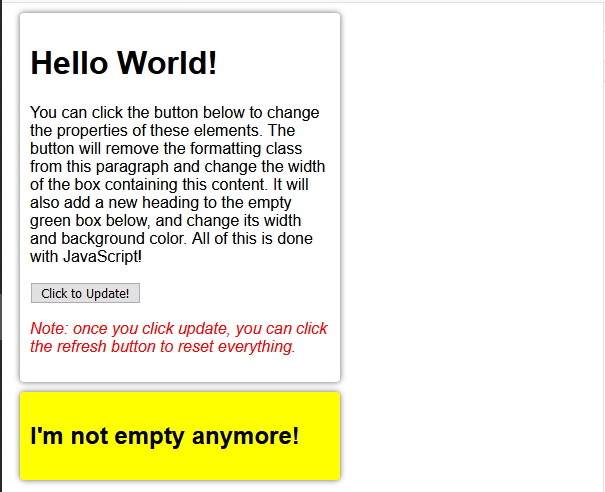 Hello World!
You can click the button below to change
the properties of these elements. The
button will remove the formatting class
from this paragraph and change the width
of the box containing this content. It will
also add a new heading to the empty
green box below, and change its width
and background color. All of this is done
with JavaScript!
Click to Update!
Note: once you click update, you can click
the refresh button to reset everything.
I'm not empty anymore!